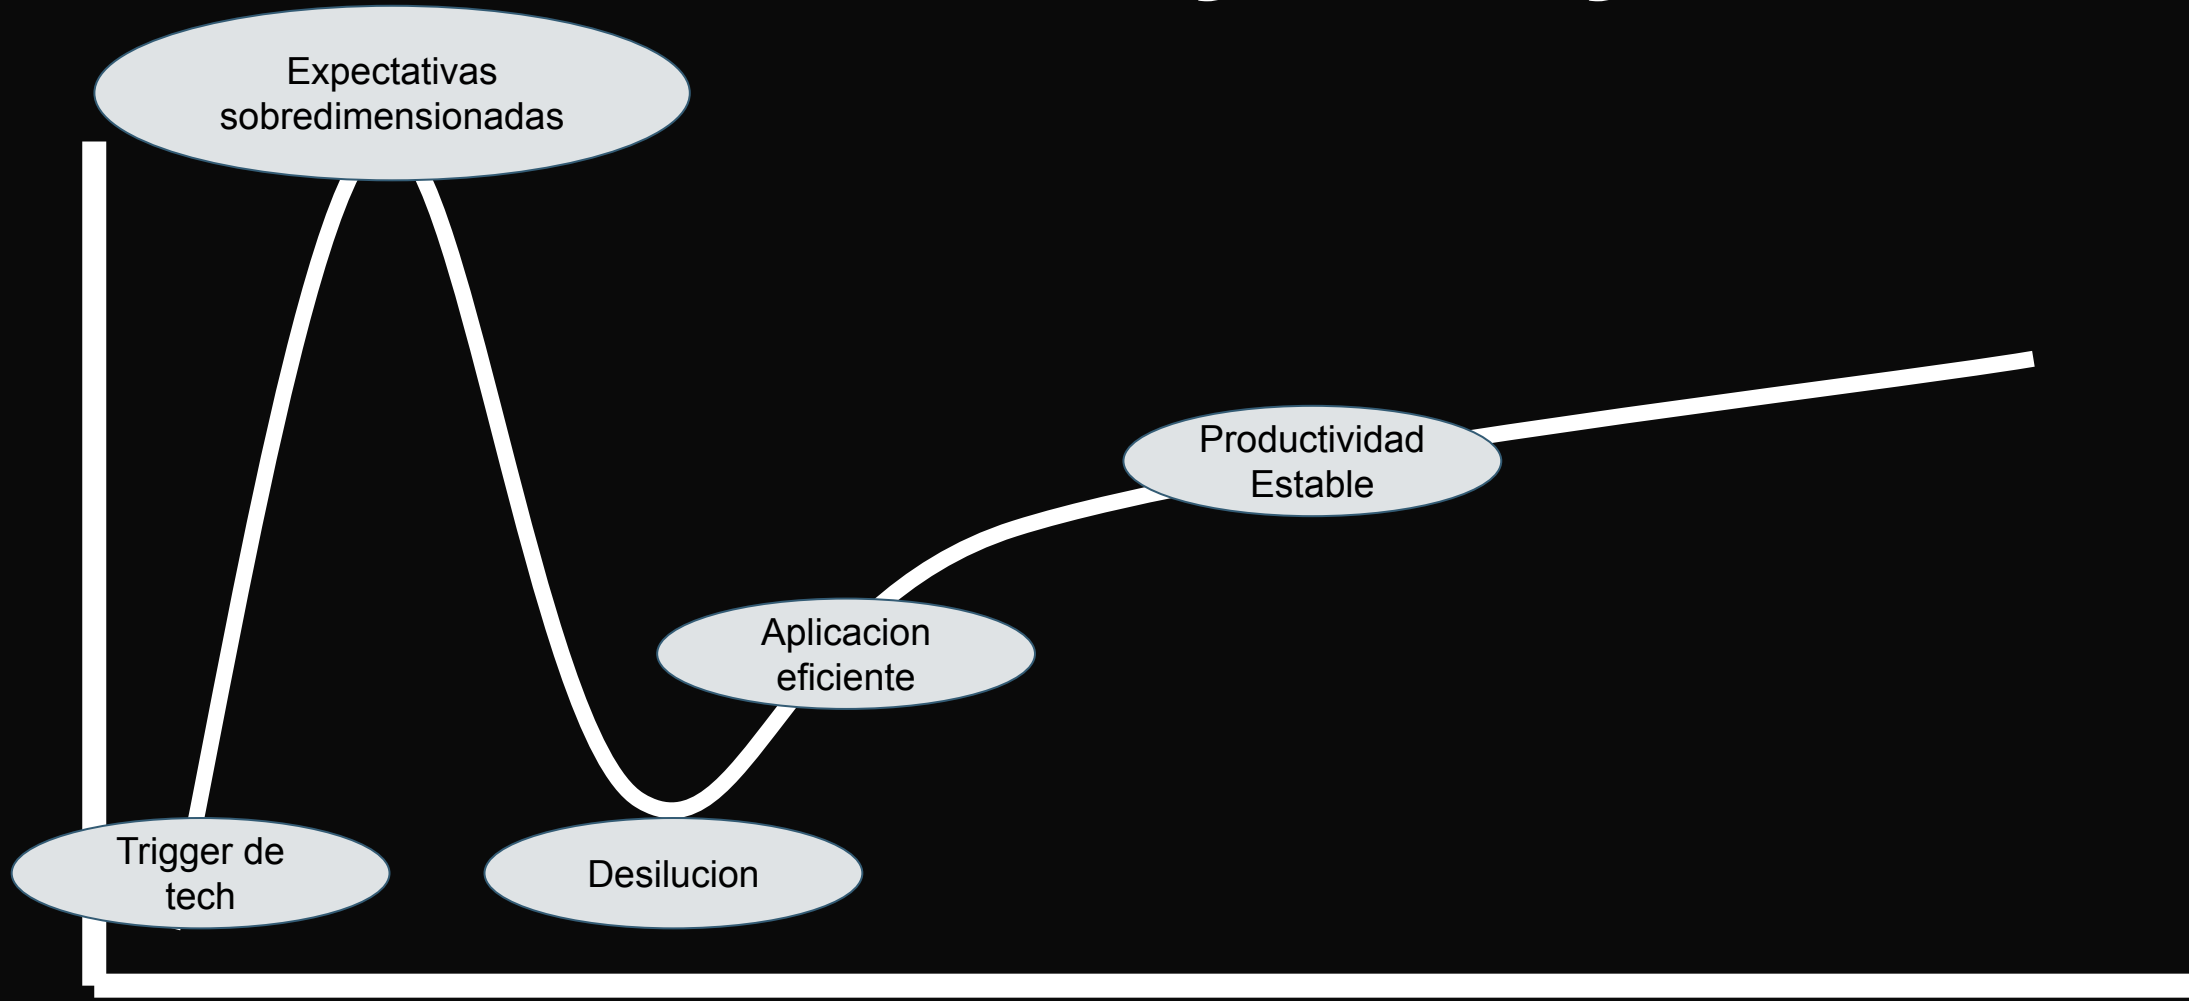 Expectativas
sobredimensionadas
Productividad
Estable
Aplicacion
eficiente
Trigger de
tech
Desilucion